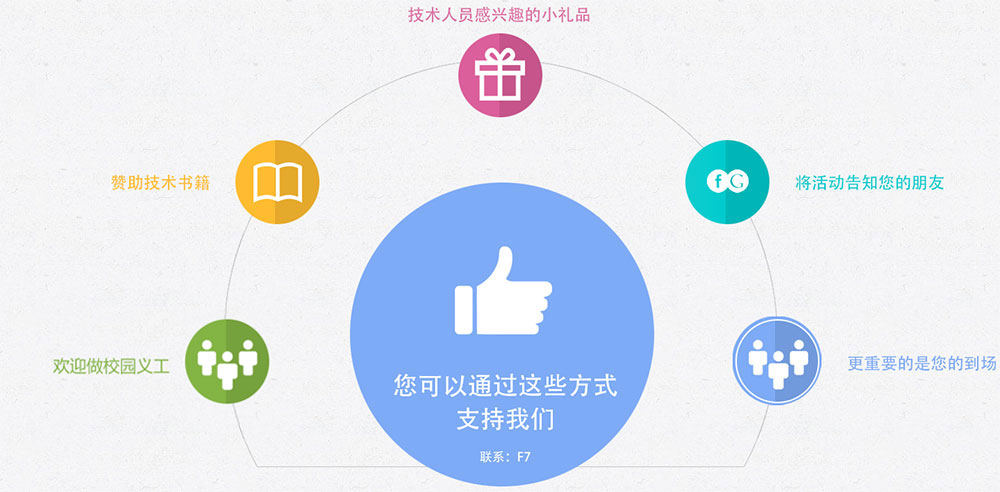 技术人员感兴趣的小礼品
赞助技术书籍
f G
将活动告知您的朋友
欢迎做校园义工
更重要的是您的到场
您可以通过这些方式
支持我们
联系：F7